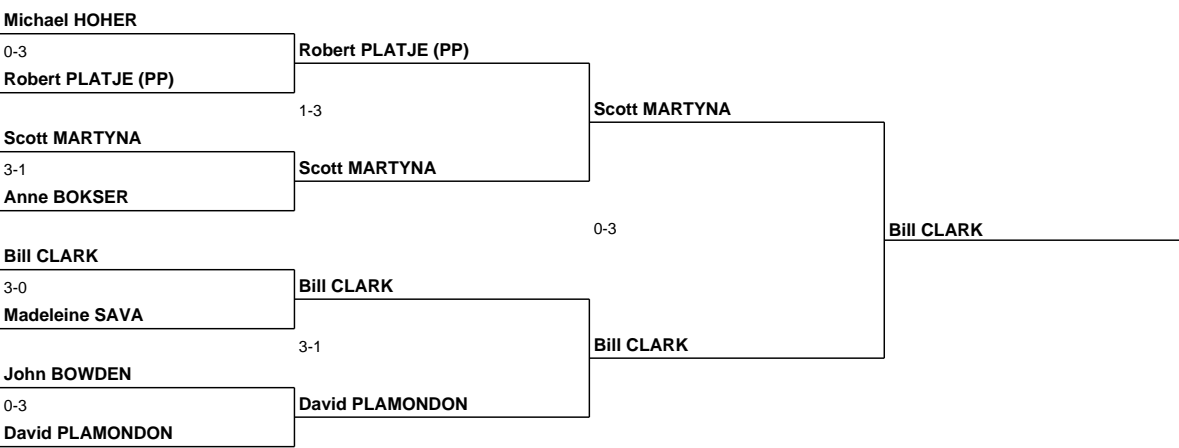 Michael HOHER
0-3
Robert PLATJE (PP)
Robert PLATJE (PP)
1-3
Scott MARTYNA
Scott MARTYNA
3-1
Scott MARTYNA
Anne BOKSER
0-3
Bill CLARK
Bill CLARK
3-0
Bill CLARK
Madeleine SAVA
3-1
Bill CLARK
John BOWDEN
0-3
David PLAMONDON
David PLAMONDON